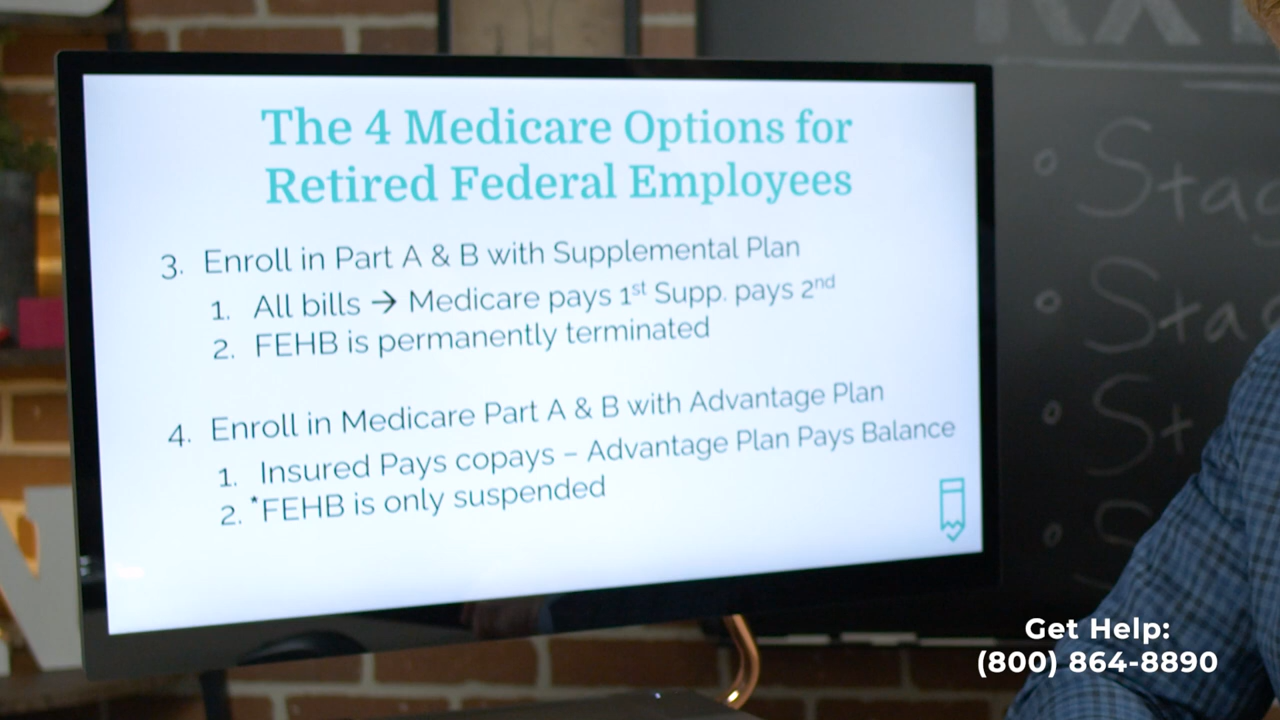 The 4 Medicare Options for
Retired Federal Employees
3. Enroll in Part A & B with Supplemental Plan
1. All bills → Medicare pays 1st Supp. pays 2nd
2. FEHB is permanently terminated
4. Enroll in Medicare Part A & B with Advantage Plan
1. Insured Pays copays – Advantage Plan Pays Balance
2. *FEHB is only suspended
Get Help:
(800) 864-8890